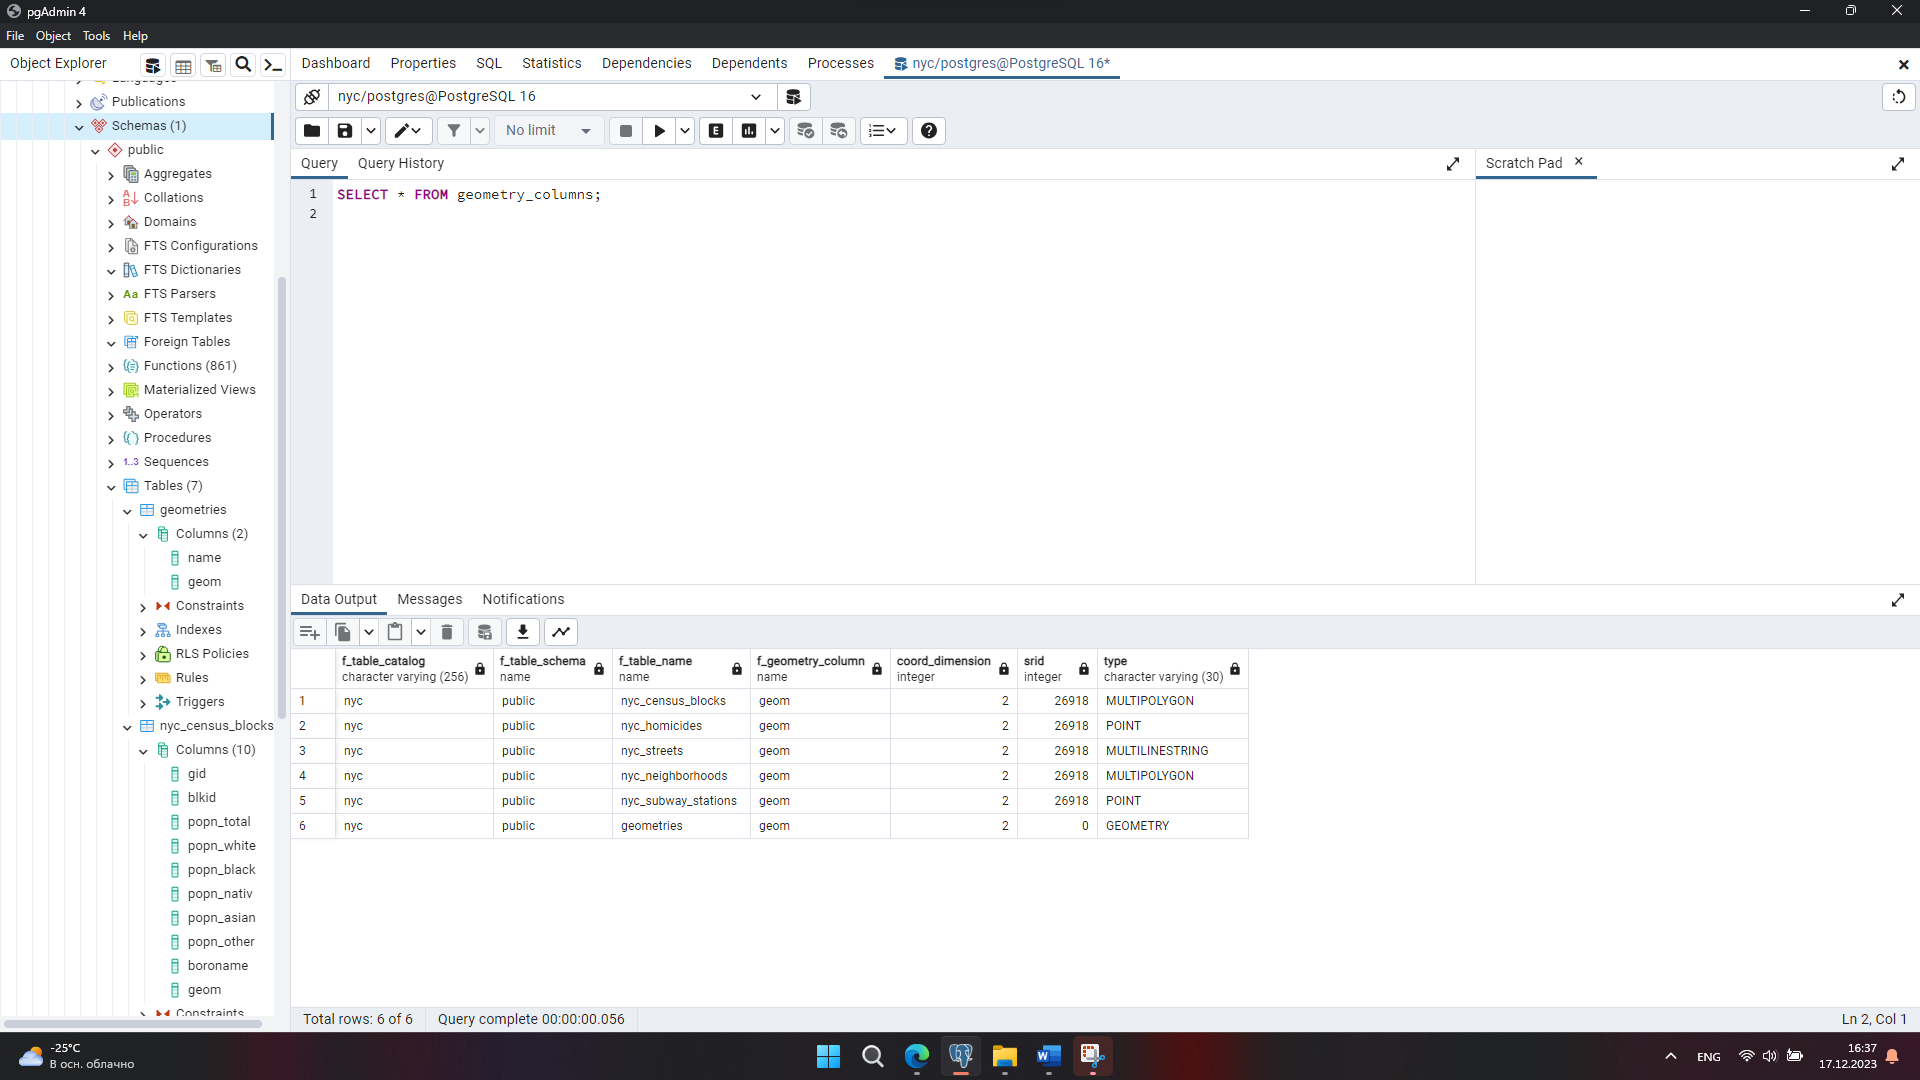 pgAdmin 4
File Object Tools Help
Object Explorer
Dashboard Properties SQL Statistics Dependencies Dependents Processes nyc/postgres@PostgreSQL 16*
Languages
Publications
Schemas (1)
public
Aggregates
Collations
Domains
FTS Configurations
FTS Dictionaries
Aa FTS Parsers
FTS Templates
Foreign Tables
Functions (861)
Materialized Views
Operators
Procedures
1..3 Sequences
Tables (7)
geometries
Columns (2)
name
geom
Constraints
Indexes
RLS Policies
Rules
Triggers
nyc_census_blocks
Columns (10)
gid
blkid
popn_total
popn_white
popn_black
popn_nativ
popn_asian
popn_other
boroname
geom
Constraints
nyc/postgres@PostgreSQL 16
No limit E
Query Query History
Scratch Pad
1 SELECT * FROM geometry_columns;
2
Data Output Messages Notifications
f_table_catalog f_table_schema f_table_name f_geometry_column coord_dimension srid type
character varying (256) name name name integer integer character varying (30)
1 nyc public nyc_census_blocks geom 2 26918 MULTIPOLYGON
2 nyc public nyc_homicides geom 2 26918 POINT
3 nyc public nyc_streets geom 2 26918 MULTILINESTRING
4 nyc public nyc_neighborhoods geom 2 26918 MULTIPOLYGON
5 nyc public nyc_subway_stations geom 2 26918 POINT
6 nyc public geometries geom 2 0 GEOMETRY
Total rows: 6 of 6 Query complete 00:00:00.056 Ln 2, Col 1
-25°C
В осн. облачно
W
ENG
16:37
17.12.2023